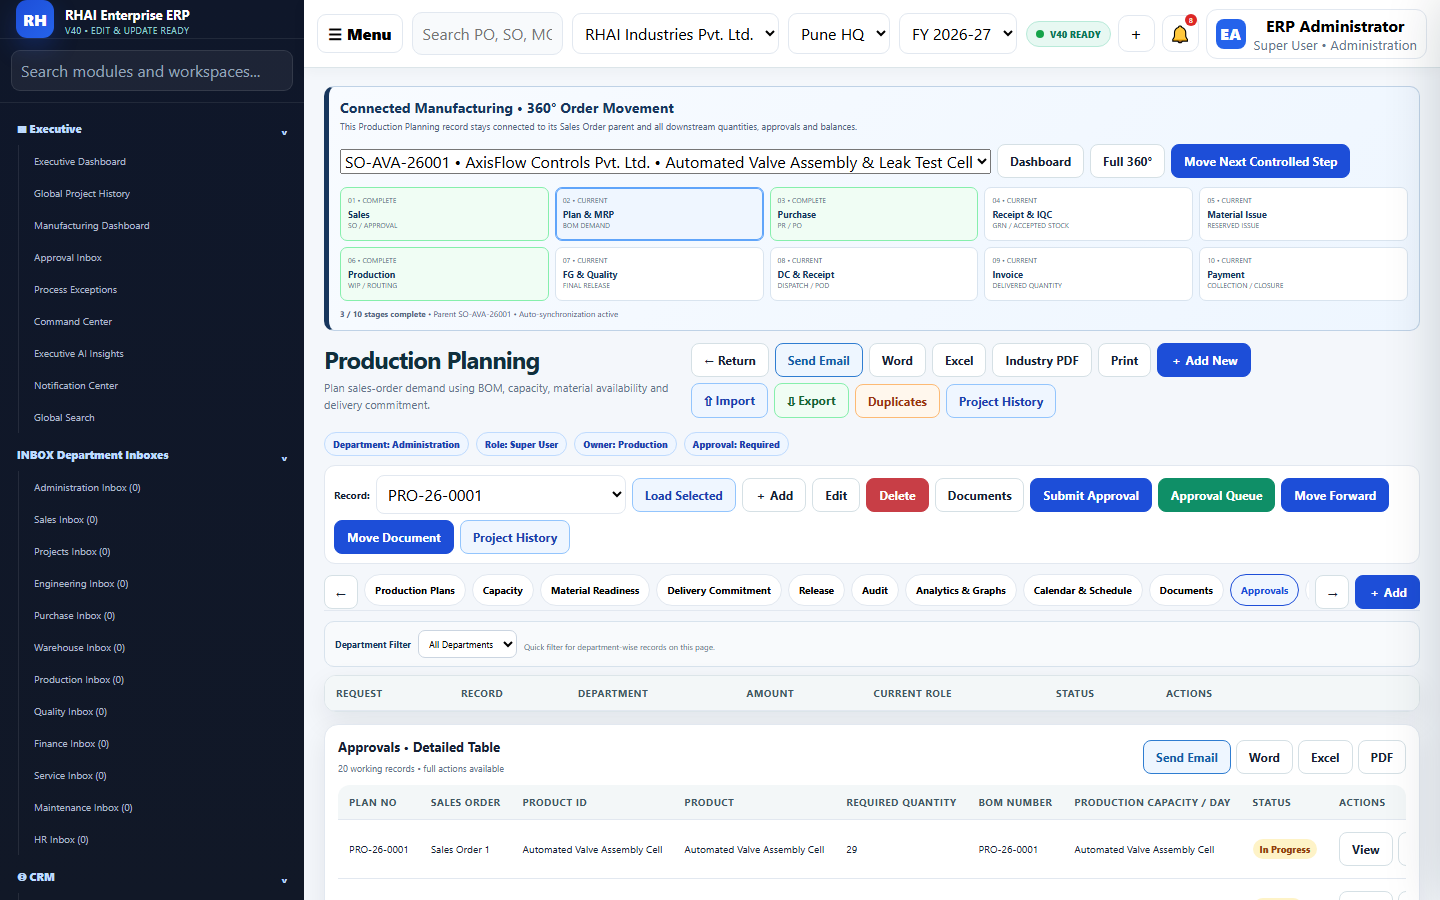 RH
RHAI Enterprise ERP
V40 • EDIT & UPDATE READY
Search modules and workspaces...
Executive
Executive Dashboard
Global Project History
Manufacturing Dashboard
Approval Inbox
Process Exceptions
Command Center
Executive AI Insights
Notification Center
Global Search
INBOX Department Inboxes
Administration Inbox (0)
Sales Inbox (0)
Projects Inbox (0)
Engineering Inbox (0)
Purchase Inbox (0)
Warehouse Inbox (0)
Production Inbox (0)
Quality Inbox (0)
Finance Inbox (0)
Service Inbox (0)
Maintenance Inbox (0)
HR Inbox (0)
CRM
☰ Menu
Search PO, SO, MC
RHAI Industries Pvt. Ltd.
Pune HQ
FY 2026-27
V40 READY
+
8
EA
ERP Administrator
Super User • Administration
Connected Manufacturing • 360° Order Movement
This Production Planning record stays connected to its Sales Order parent and all downstream quantities, approvals and balances.
SO-AVA-26001 • AxisFlow Controls Pvt. Ltd. • Automated Valve Assembly & Leak Test Cell
Dashboard
Full 360°
Move Next Controlled Step
01 • COMPLETE
Sales
SO / APPROVAL
02 • CURRENT
Plan & MRP
BOM DEMAND
03 • COMPLETE
Purchase
PR / PO
04 • CURRENT
Receipt & IQC
GRN / ACCEPTED STOCK
05 • CURRENT
Material Issue
RESERVED ISSUE
06 • COMPLETE
Production
WIP / ROUTING
07 • CURRENT
FG & Quality
FINAL RELEASE
08 • CURRENT
DC & Receipt
DISPATCH / POD
09 • CURRENT
Invoice
DELIVERED QUANTITY
10 • CURRENT
Payment
COLLECTION / CLOSURE
3 / 10 stages complete • Parent SO-AVA-26001 • Auto-synchronization active
Production Planning
Plan sales-order demand using BOM, capacity, material availability and
delivery commitment.
← Return
Send Email
Word
Excel
Industry PDF
Print
+ Add New
⇧ Import
⇩ Export
Duplicates
Project History
Department: Administration
Role: Super User
Owner: Production
Approval: Required
Record:
PRO-26-0001
Load Selected
+ Add
Edit
Delete
Documents
Submit Approval
Approval Queue
Move Forward
Move Document
Project History
←
Production Plans
Capacity
Material Readiness
Delivery Commitment
Release
Audit
Analytics & Graphs
Calendar & Schedule
Documents
Approvals
→
+ Add
Department Filter
All Departments
Quick filter for department-wise records on this page.
REQUEST RECORD DEPARTMENT AMOUNT CURRENT ROLE STATUS ACTIONS
Approvals • Detailed Table
20 working records • full actions available
Send Email
Word
Excel
PDF
PLAN NO SALES ORDER PRODUCT ID PRODUCT REQUIRED QUANTITY BOM NUMBER PRODUCTION CAPACITY / DAY STATUS ACTIONS
PRO-26-0001 Sales Order 1 Automated Valve Assembly Cell Automated Valve Assembly Cell 29 PRO-26-0001 Automated Valve Assembly Cell In Progress View